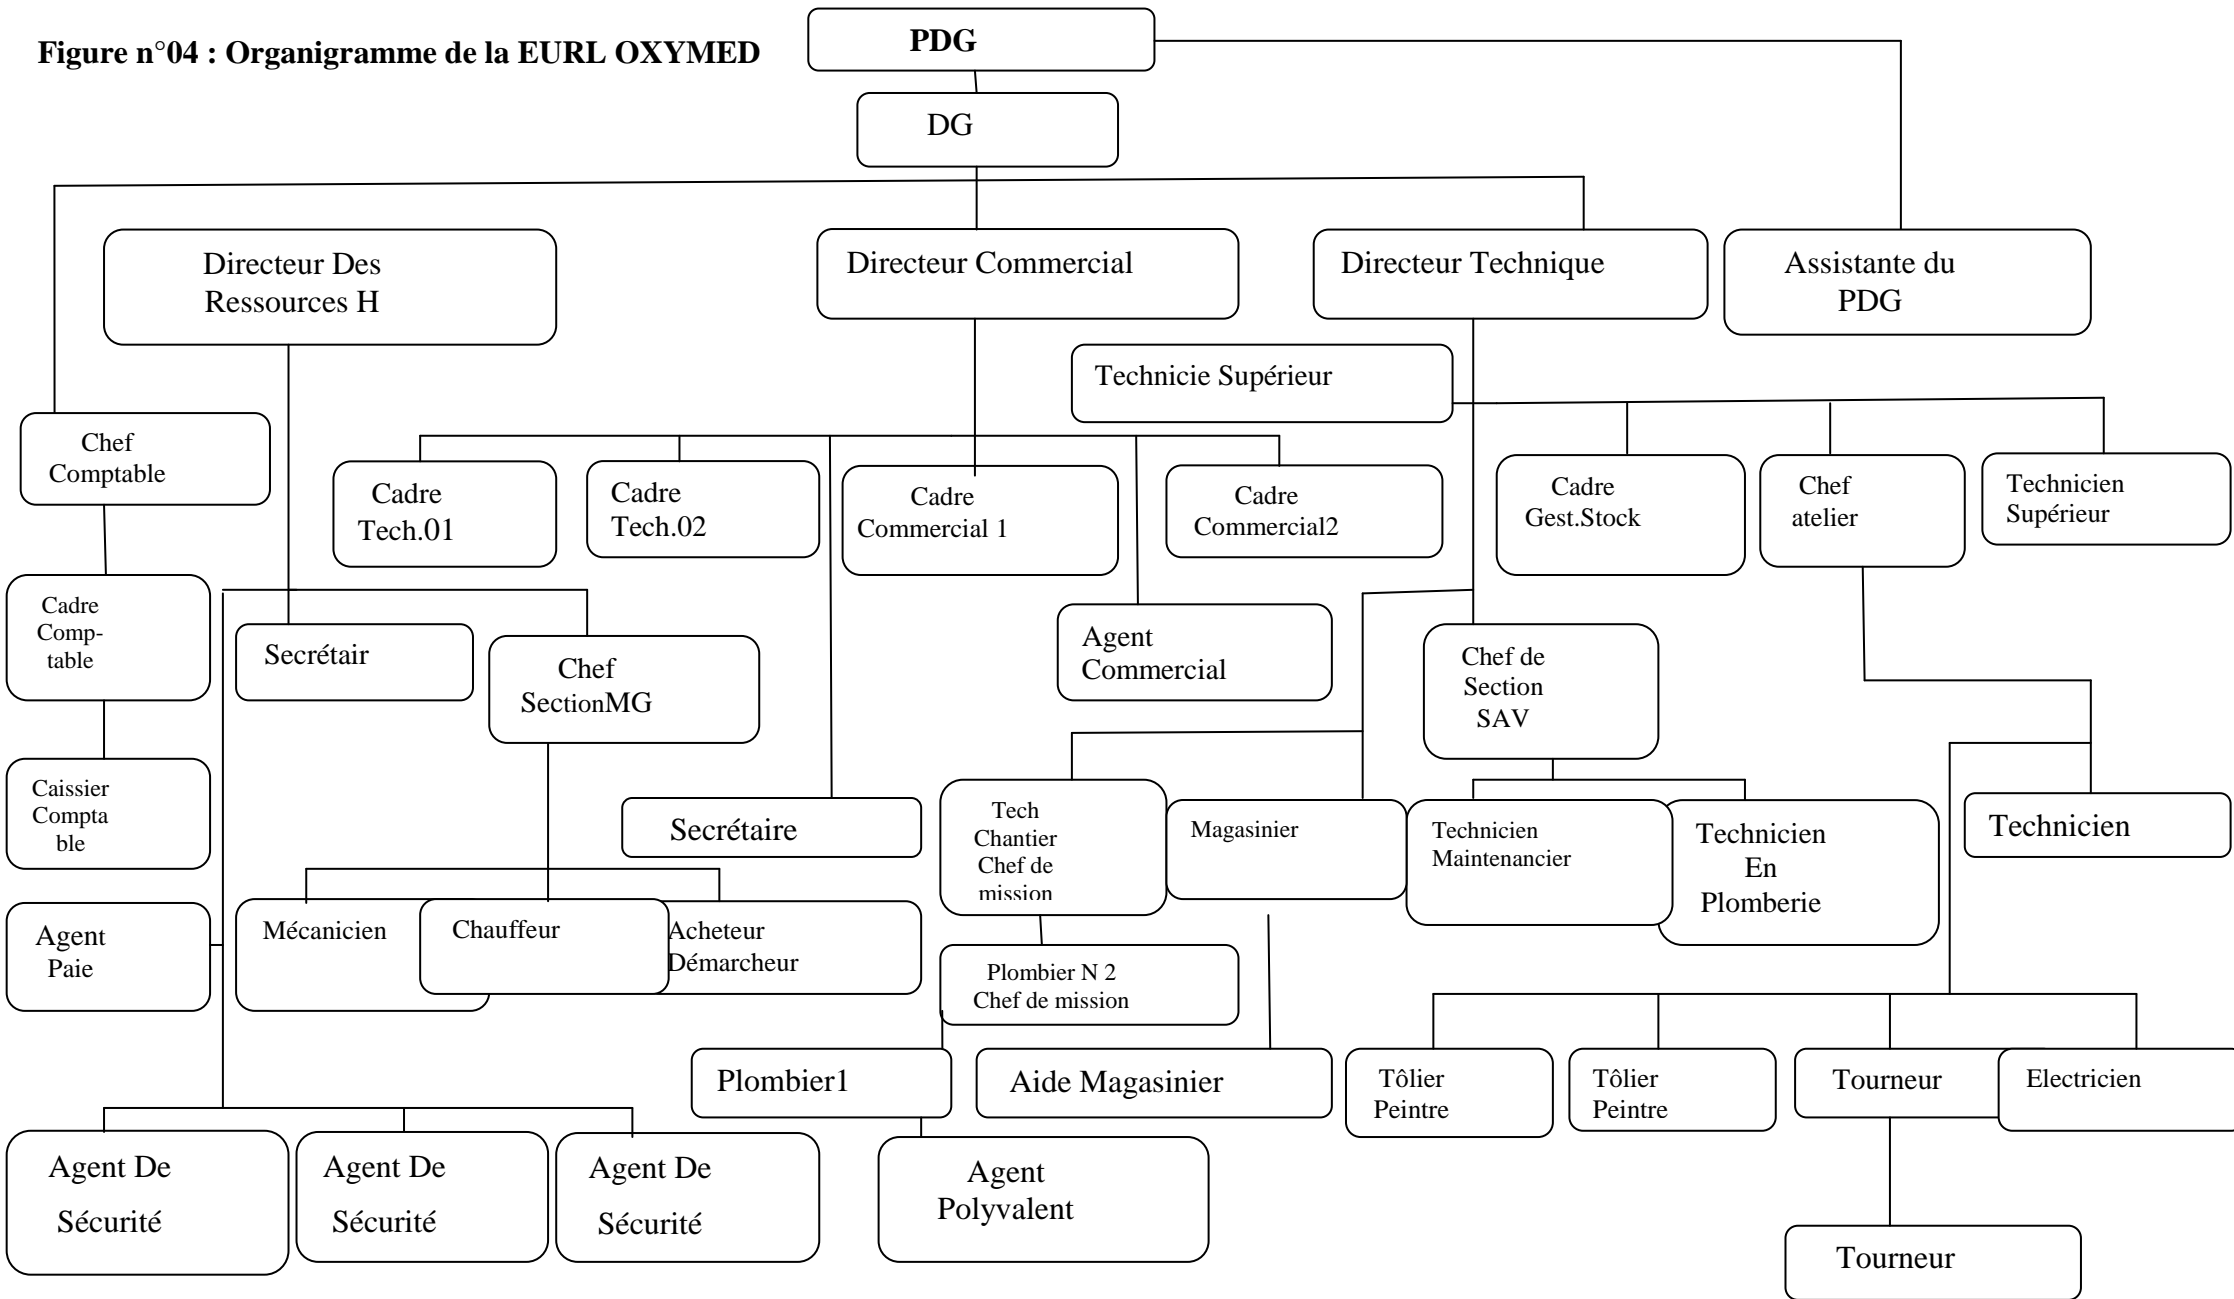 Figure n°04 : Organigramme de la EURL OXYMED
PDG
DG
Directeur Des
Ressources H
Directeur Commercial
Directeur Technique
Assistante du
PDG
Technicie Supérieur
Chef
Comptable
Cadre
Tech.01
Cadre
Tech.02
Cadre
Commercial 1
Cadre
Commercial2
Cadre
Gest.Stock
Chef
atelier
Technicien
Supérieur
Cadre
Comp-
table
Secrétair
Chef
SectionMG
Agent
Commercial
Chef de
Section
SAV
Caissier
Compta
ble
Secrétaire
Tech
Chantier
Chef de
mission
Magasinier
Technicien
Maintenancier
Technicien
En
Plomberie
Technicien
Agent
Paie
Mécanicien
Chauffeur
Acheteur
Démarcheur
Plombier N 2
Chef de mission
Plombier1
Aide Magasinier
Tôlier
Peintre
Tôlier
Peintre
Tourneur
Electricien
Agent De
Sécurité
Agent De
Sécurité
Agent De
Sécurité
Agent
Polyvalent
Tourneur